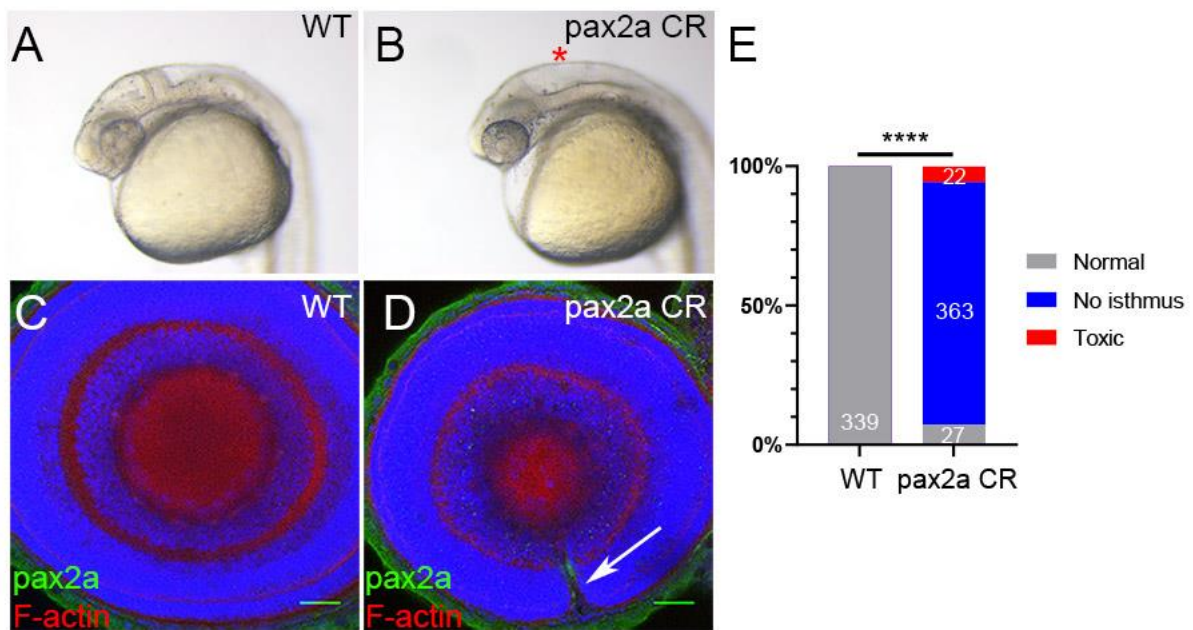 A
WT
B
pax2a CR
*
C
WT
pax2a
F-actin
D
pax2a CR
pax2a
F-actin
E
****
100%
50%
0%
22
363
339
27
WT
pax2a CR
Normal
No isthmus
Toxic